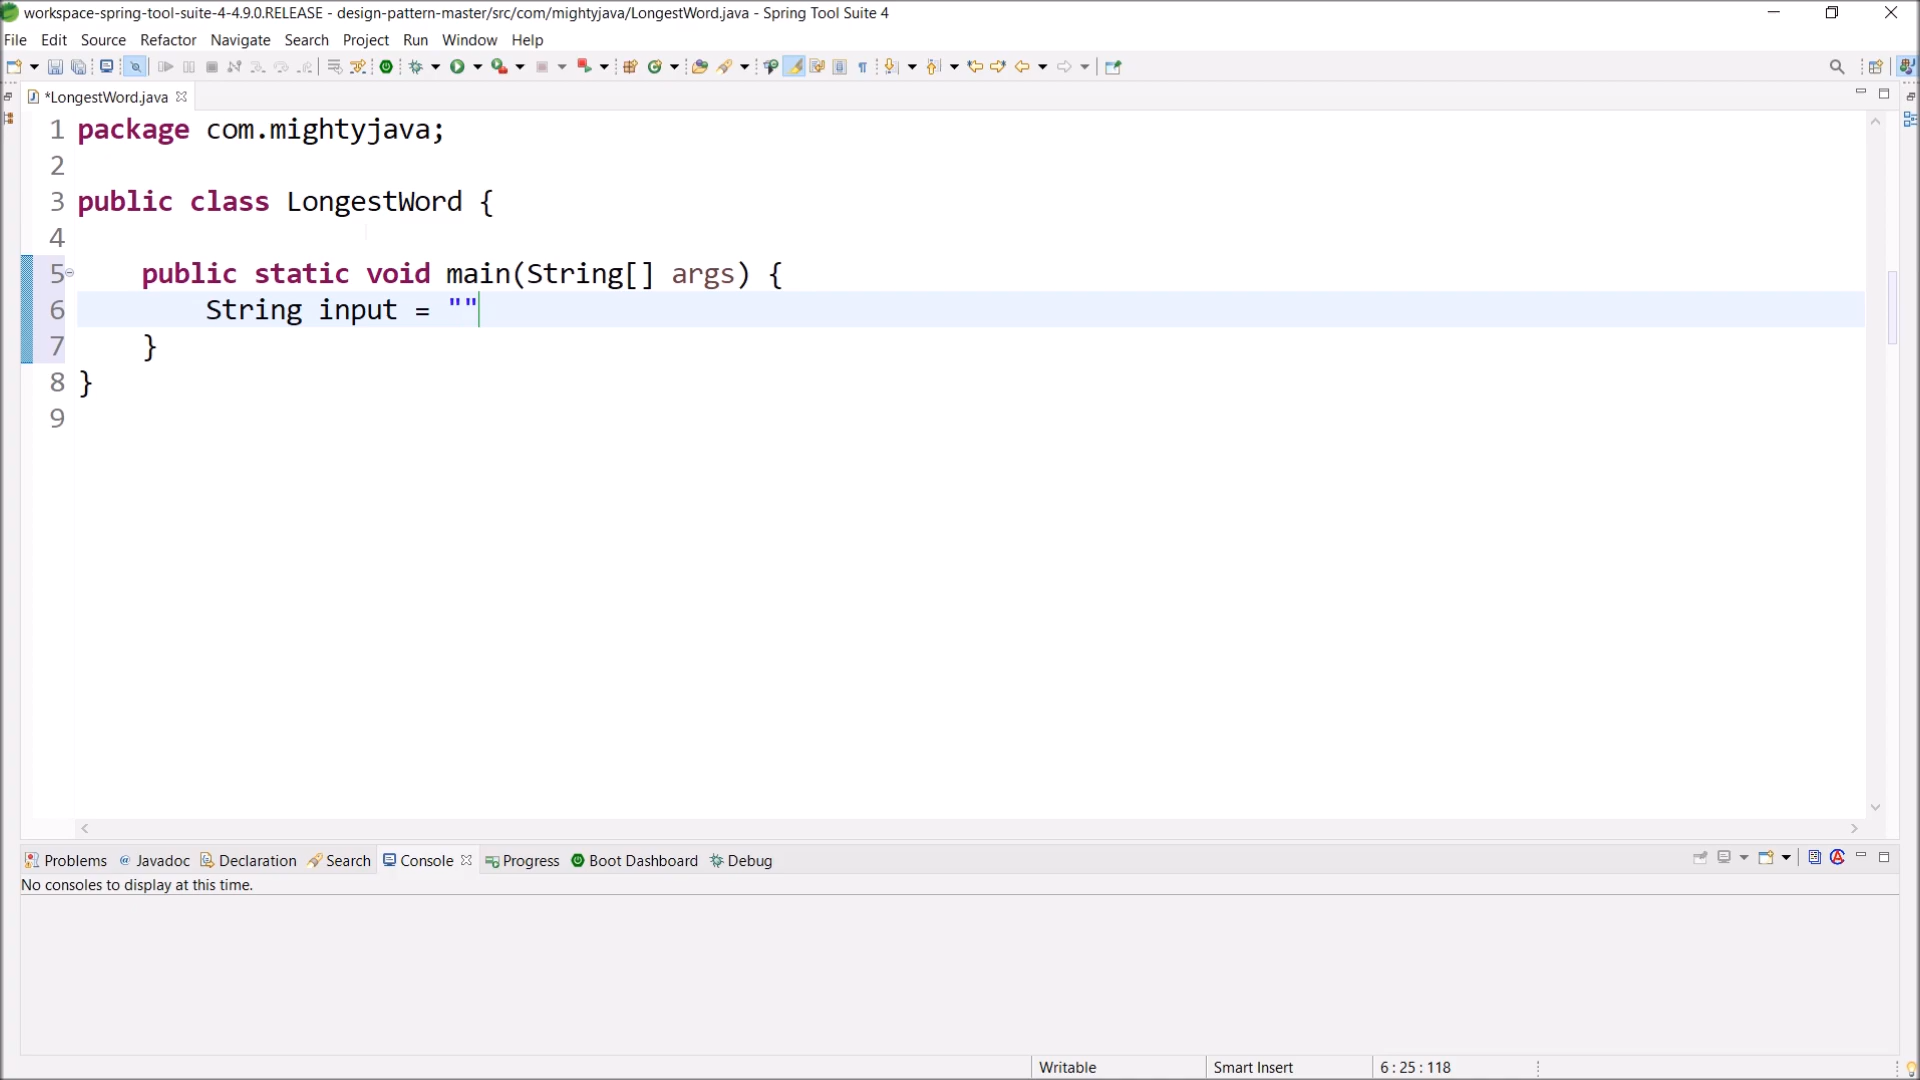 workspace-spring-tool-suite-4-4.9.0.RELEASE - design-pattern-master/src/com/mightyjava/LongestWord.java - Spring Tool Suite 4
File Edit Source Refactor Navigate Search Project Run Window Help
*LongestWord.java
1 package com.mightyjava;
2
3 public class LongestWord {
4
5 public static void main(String[] args) {
6 String input = ""
7 }
8 }
9
Problems Javadoc Declaration Search Console Progress Boot Dashboard Debug
No consoles to display at this time.
Writable Smart Insert 6 : 25 : 118